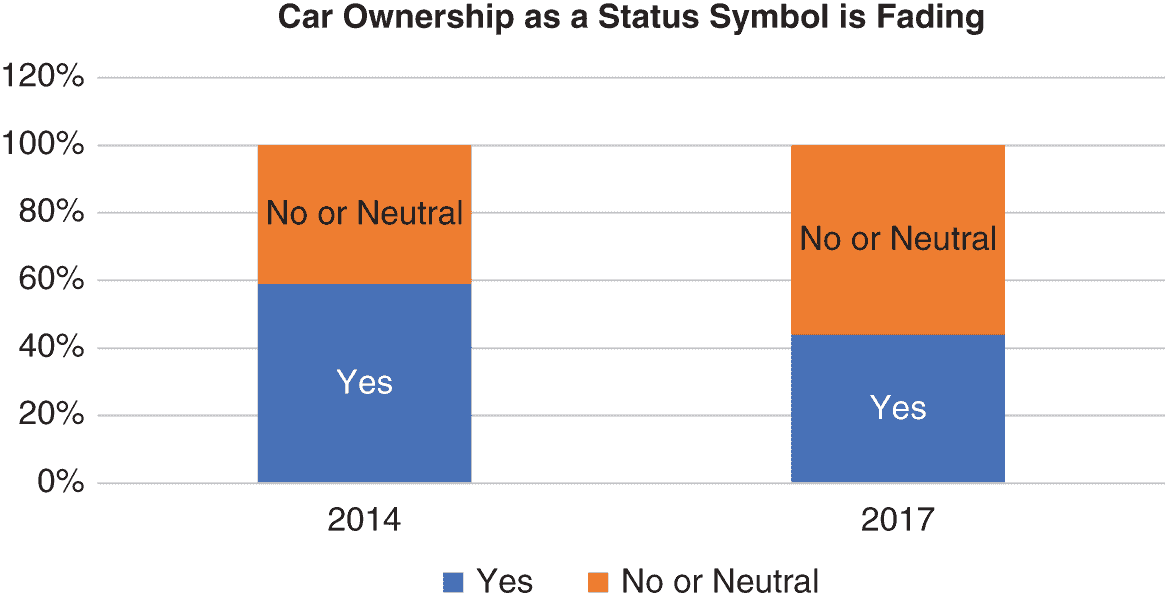 Car Ownership as a Status Symbol is Fading
120%
100%
80%
60%
40%
20%
0%
No or Neutral
Yes
No or Neutral
Yes
2014
2017
Yes
No or Neutral